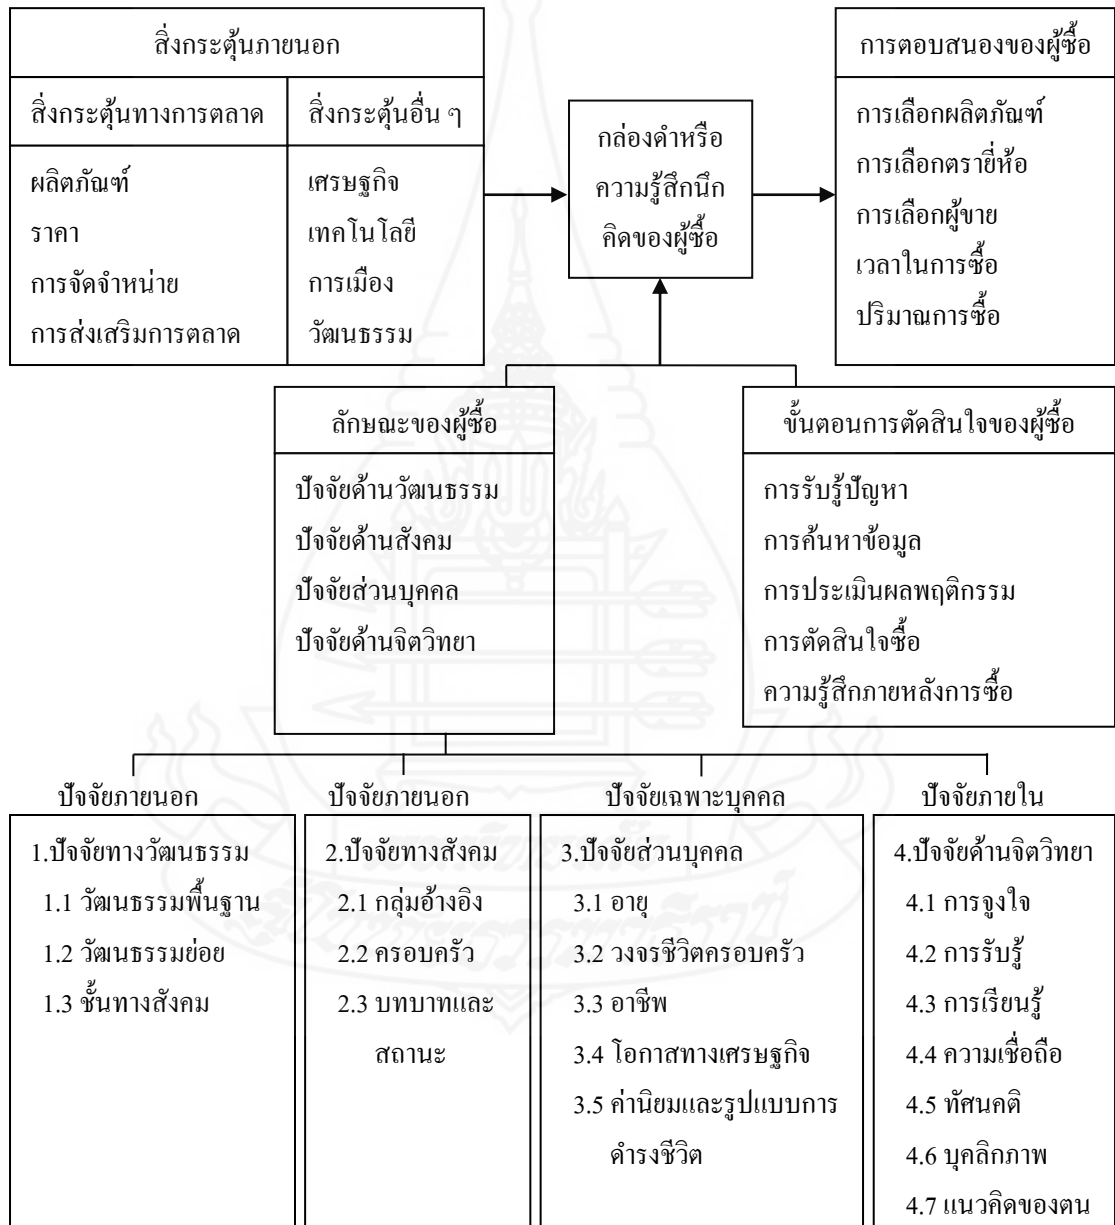 สิ่งกระตุ้นภายนอก
สิ่งกระตุ้นทางการตลาด
ผลิตภัณฑ์
ราคา
การจัดจำหน่าย
การส่งเสริมการตลาด
สิ่งกระตุ้นอื่น ๆ
เศรษฐกิจ
เทคโนโลยี
การเมือง
วัฒนธรรม
กล่องดำหรือ
ความรู้สึกนึก
คิดของผู้ซื้อ
การตอบสนองของผู้ซื้อ
การเลือกผลิตภัณฑ์
การเลือกตรายี่ห้อ
การเลือกผู้ขาย
เวลาในการซื้อ
ปริมาณการซื้อ
ลักษณะของผู้ซื้อ
ปัจจัยด้านวัฒนธรรม
ปัจจัยด้านสังคม
ปัจจัยส่วนบุคคล
ปัจจัยด้านจิตวิทยา
ขั้นตอนการตัดสินใจของผู้ซื้อ
การรับรู้ปัญหา
การค้นหาข้อมูล
การประเมินผลพฤติกรรม
การตัดสินใจซื้อ
ความรู้สึกภายหลังการซื้อ
ปัจจัยภายนอก
1.ปัจจัยทางวัฒนธรรม
1.1 วัฒนธรรมพื้นฐาน
1.2 วัฒนธรรมย่อย
1.3 ชั้นทางสังคม
ปัจจัยภายนอก
2.ปัจจัยทางสังคม
2.1 กลุ่มอ้างอิง
2.2 ครอบครัว
2.3 บทบาทและ
สถานะ
ปัจจัยเฉพาะบุคคล
3.ปัจจัยส่วนบุคคล
3.1 อายุ
3.2 วงจรชีวิตครอบครัว
3.3 อาชีพ
3.4 โอกาสทางเศรษฐกิจ
3.5 ค่านิยมและรูปแบบการ
ดำรงชีวิต
ปัจจัยภายใน
4.ปัจจัยด้านจิตวิทยา
4.1 การจูงใจ
4.2 การรับรู้
4.3 การเรียนรู้
4.4 ความเชื่อถือ
4.5 ทัศนคติ
4.6 บุคลิกภาพ
4.7 แนวคิดของตน